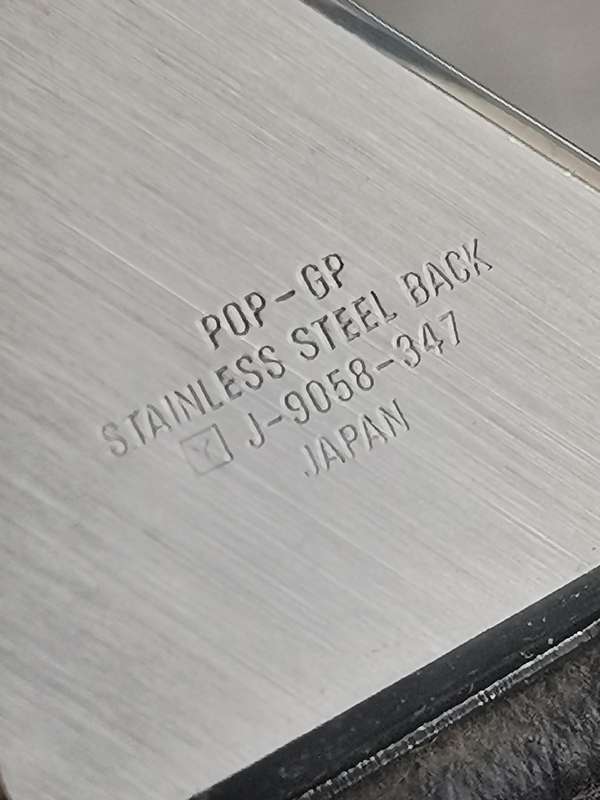 POP-GP
STAINLESS STEEL BACK
Y J-9058-347
JAPAN